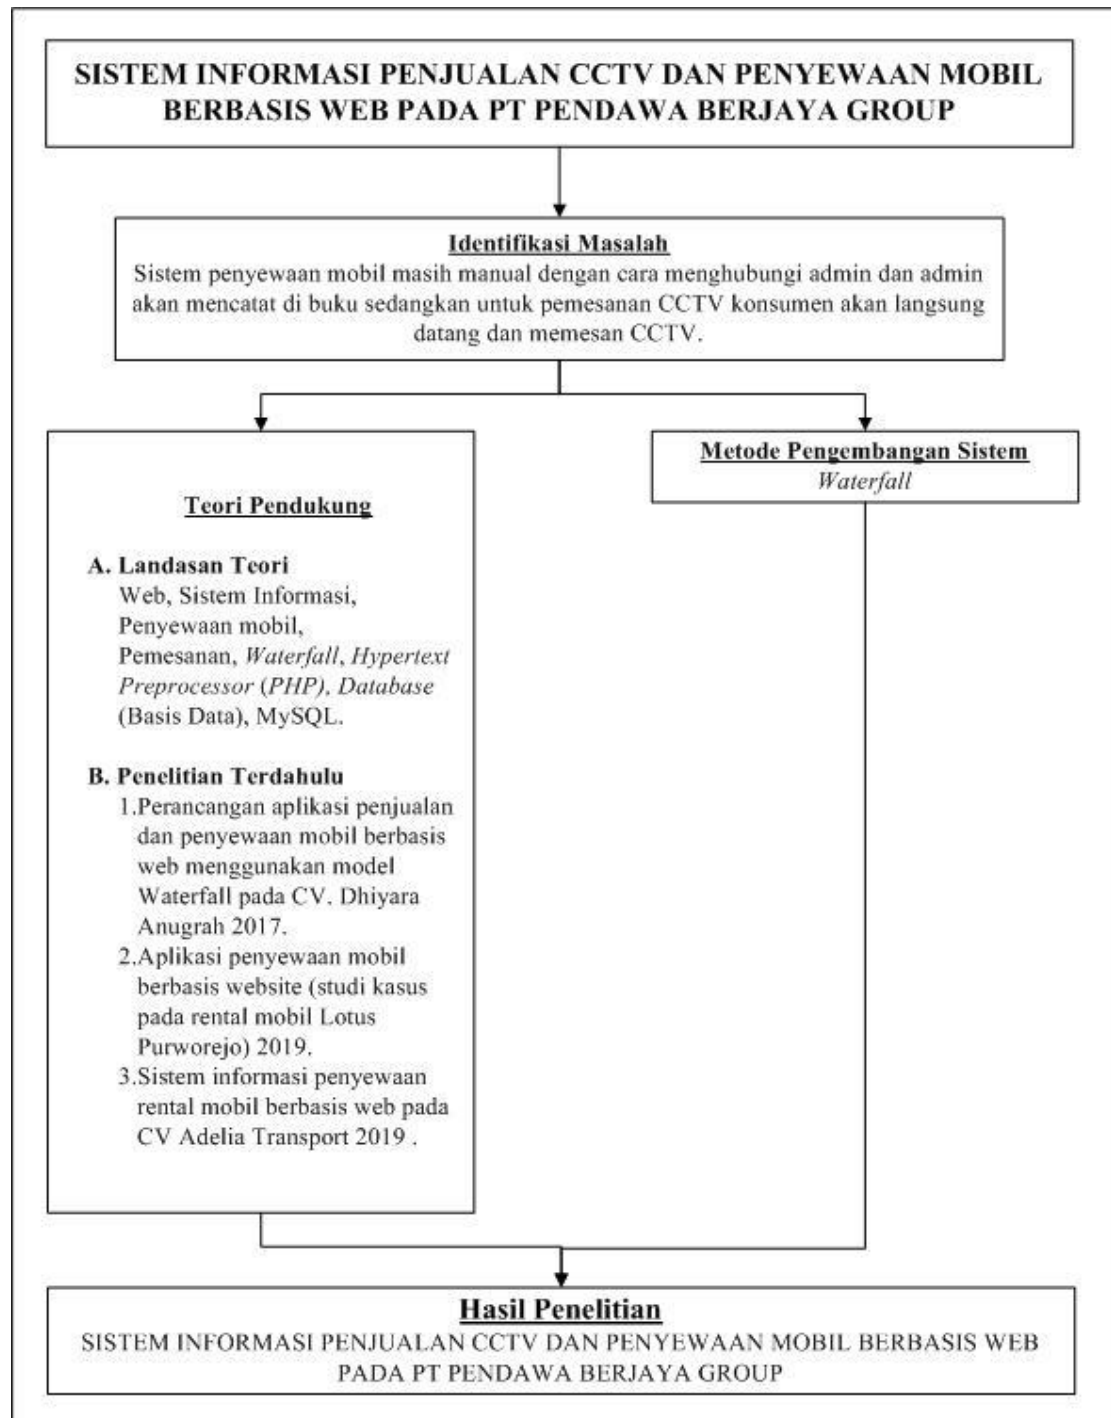 SISTEM INFORMASI PENJUALAN CCTV DAN PENYEWAAN MOBIL
BERBASIS WEB PADA PT PENDAWA BERJAYA GROUP
Identifikasi Masalah
Sistem penyewaan mobil masih manual dengan cara menghubungi admin dan admin
akan mencatat di buku sedangkan untuk pemesanan CCTV konsumen akan langsung
datang dan memesan CCTV.
Teori Pendukung
A. Landasan Teori
Web, Sistem Informasi,
Penyewaan mobil,
Pemesanan, Waterfall, Hypertext
Preprocessor (PHP), Database
(Basis Data), MySQL.
B. Penelitian Terdahulu
1.Perancangan aplikasi penjualan
dan penyewaan mobil berbasis
web menggunakan model
Waterfall pada CV. Dhiyara
Anugrah 2017.
2.Aplikasi penyewaan mobil
berbasis website (studi kasus
pada rental mobil Lotus
Purworejo) 2019.
3.Sistem informasi penyewaan
rental mobil berbasis web pada
CV Adelia Transport 2019 .
Metode Pengembangan Sistem
Waterfall
Hasil Penelitian
SISTEM INFORMASI PENJUALAN CCTV DAN PENYEWAAN MOBIL BERBASIS WEB
PADA PT PENDAWA BERJAYA GROUP